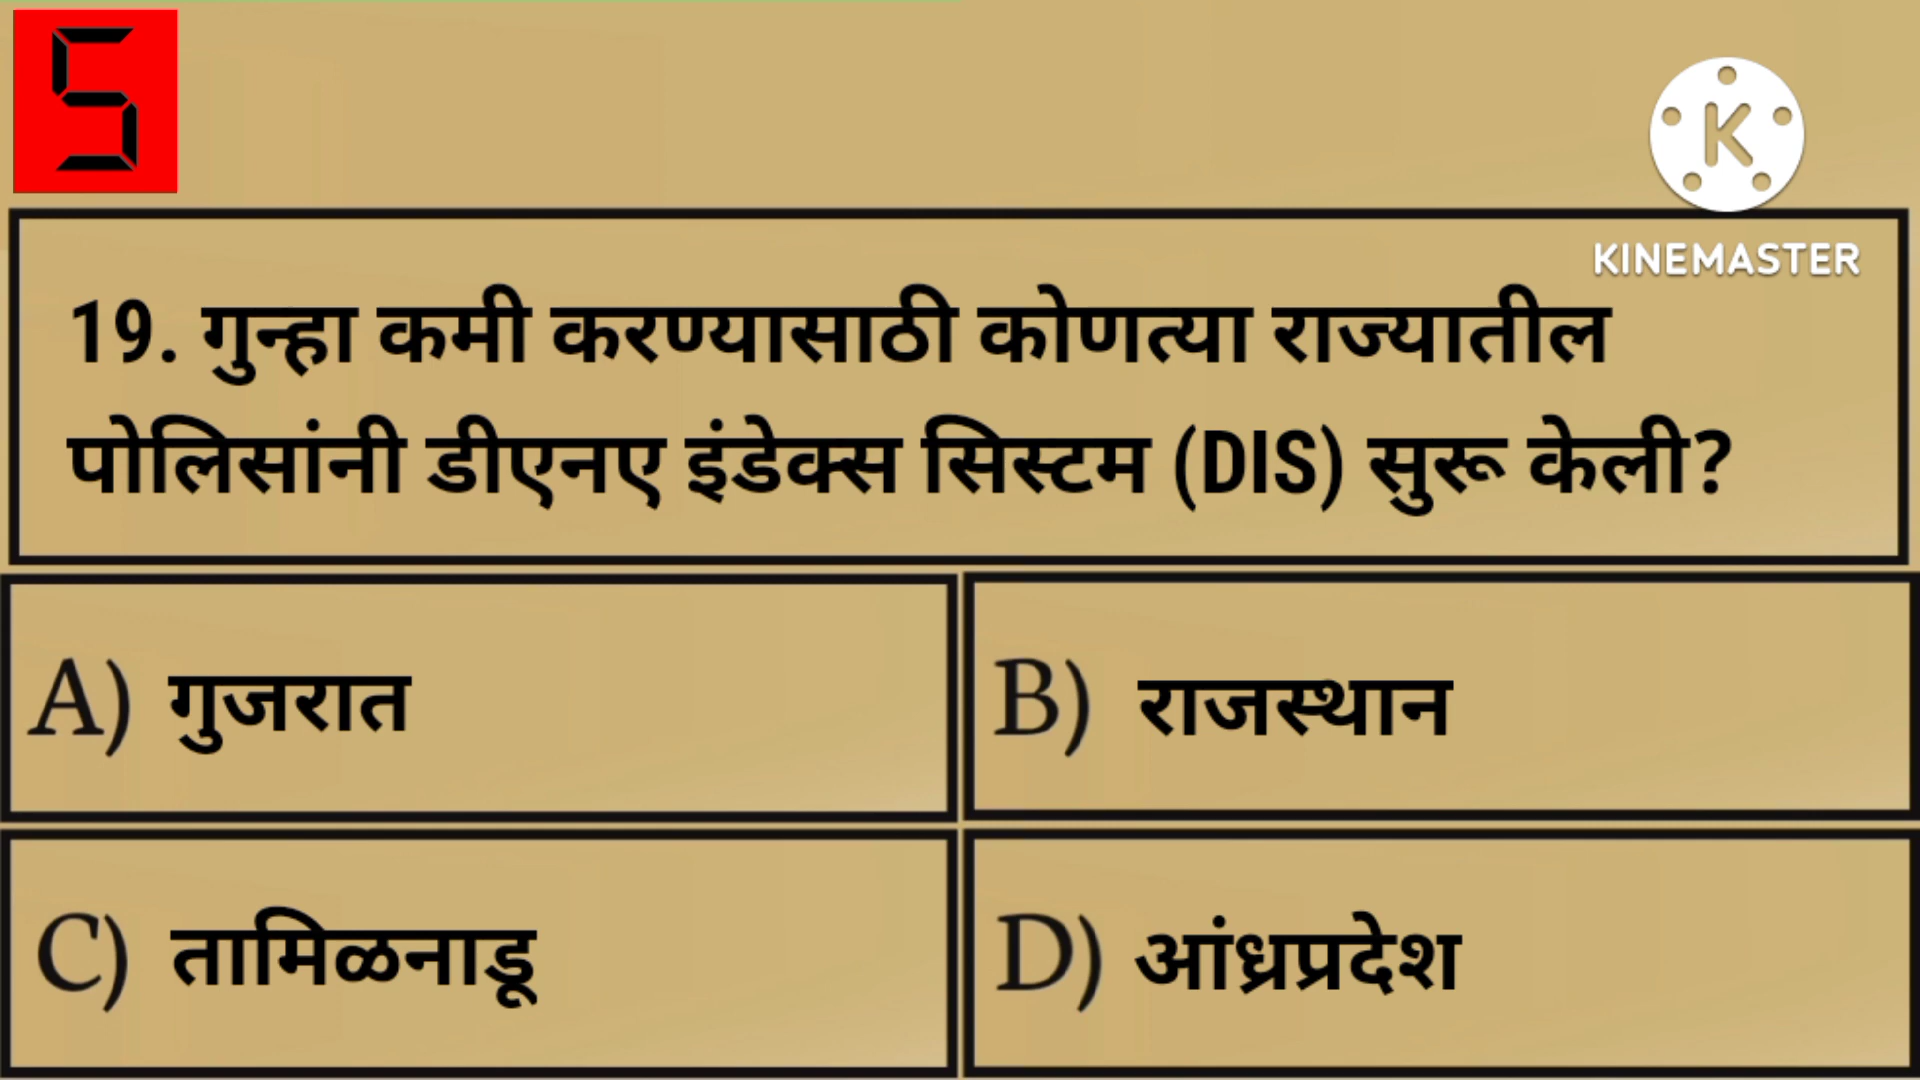 5
K
KINEMASTER
19. गुन्हा कमी करण्यासाठी कोणत्या राज्यातील
पोलिसांनी डीएनए इंडेक्स सिस्टम (DIS) सुरू केली?
A) गुजरात
B) राजस्थान
C) तामिळनाडू
D) आंध्रप्रदेश